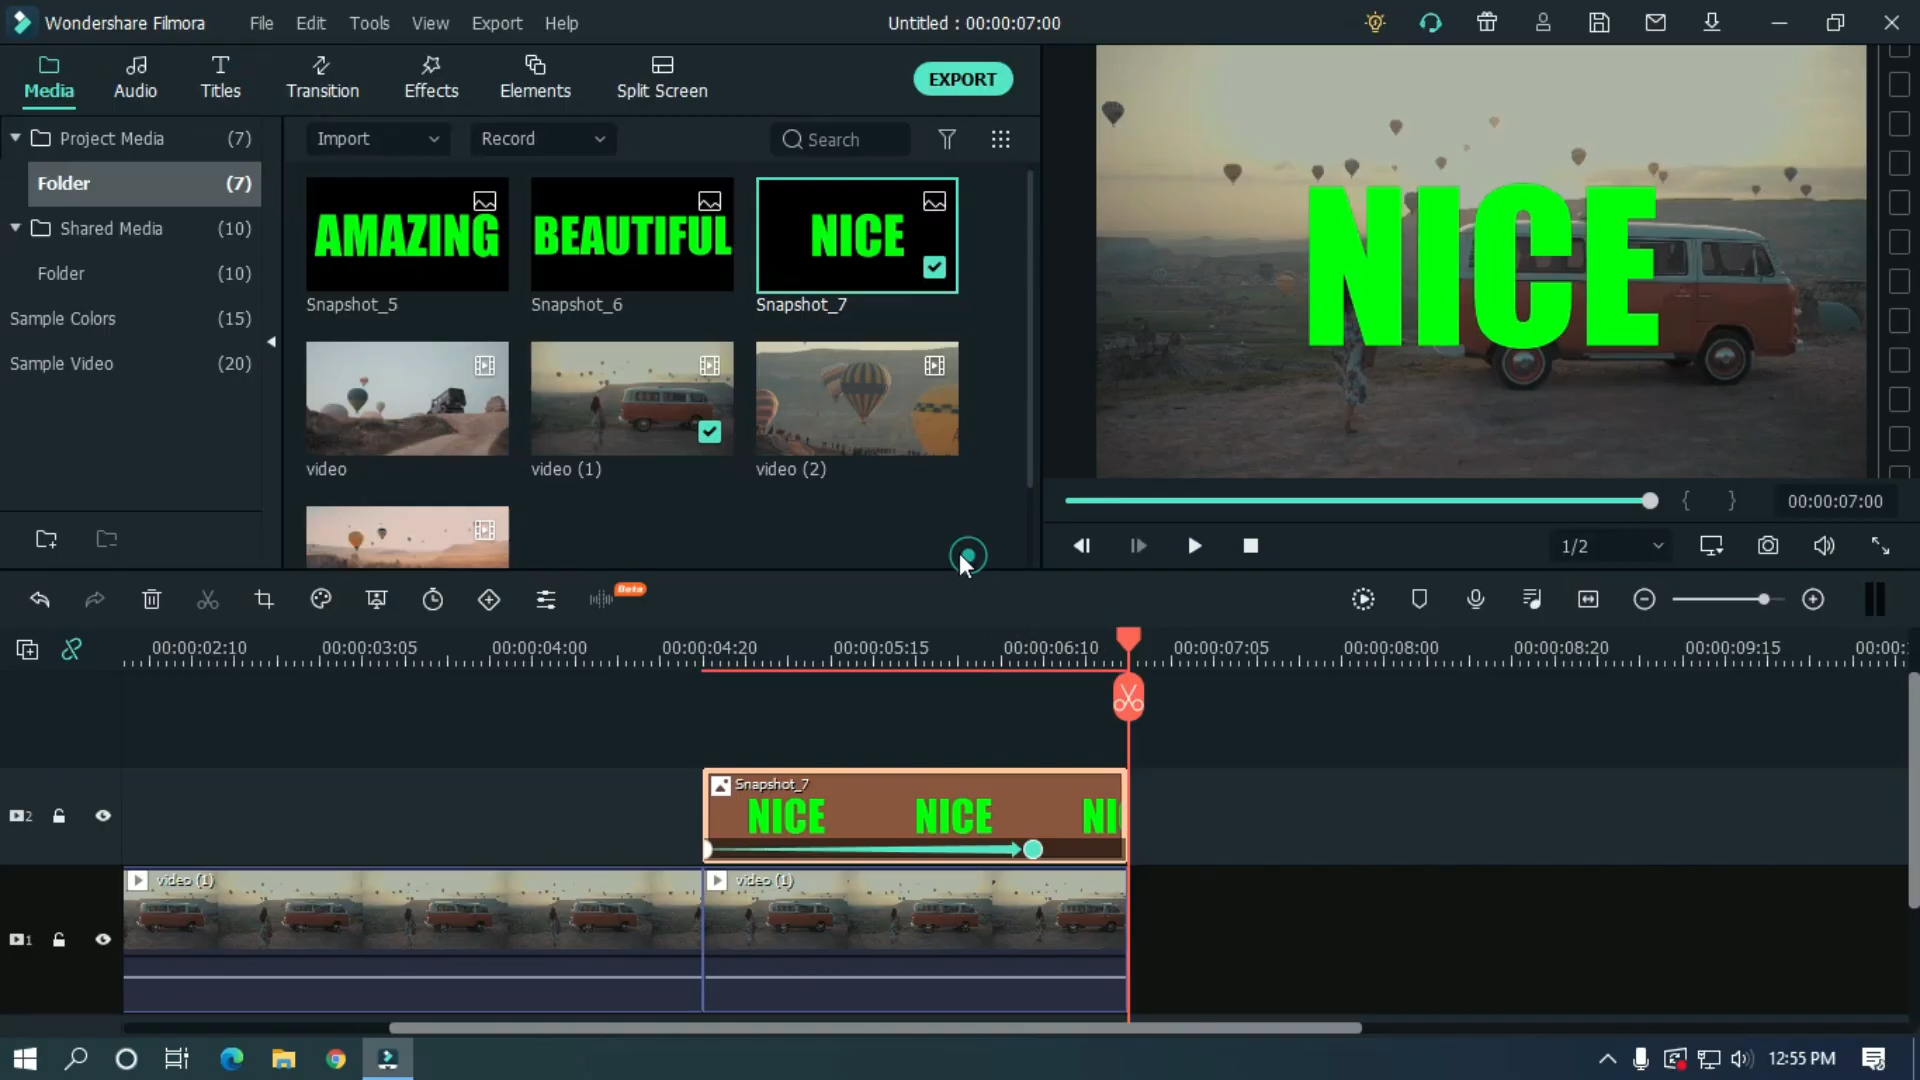 Wondershare Filmora File Edit Tools View Export Help Untitled : 00:00:07:00
Media Audio Titles Transition Effects Elements Split Screen EXPORT
Project Media (7) Import Record Search
Folder (7)
Shared Media (10)
Folder (10)
Sample Colors (15)
Sample Video (20)
AMAZING BEAUTIFUL NICE
Snapshot_5 Snapshot_6 Snapshot_7
video video (1) video (2)
NICE
00:00:07:00
1/2
Beta
00:00:02:10 00:00:03:05 00:00:04:00 00:00:04:20 00:00:05:15 00:00:06:10 00:00:07:05 00:00:08:00 00:00:08:20 00:00:09:15 00:00:
Snapshot_7
NICE NICE NI
2
video (1) video (1)
1
12:55 PM